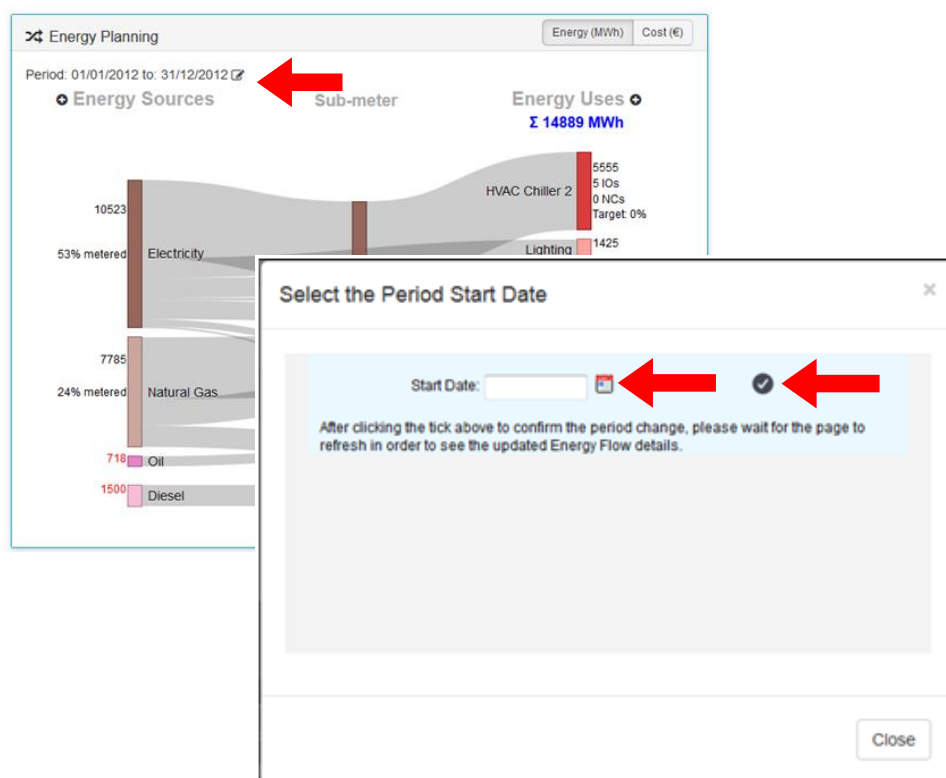 Energy Planning
Energy (MWh) Cost (€)
Period: 01/01/2012 to: 31/12/2012
Energy Sources Sub-meter Energy Uses
Σ 14889 MWh
10523
53% metered
Electricity
7785
24% metered
Natural Gas
718
Oil
1500
Diesel
HVAC Chiller 2
5555
5 IOs
0 NCs
Target: 0%
Lighting
1425
Select the Period Start Date
×
Start Date:
After clicking the tick above to confirm the period change, please wait for the page to
refresh in order to see the updated Energy Flow details.
Close